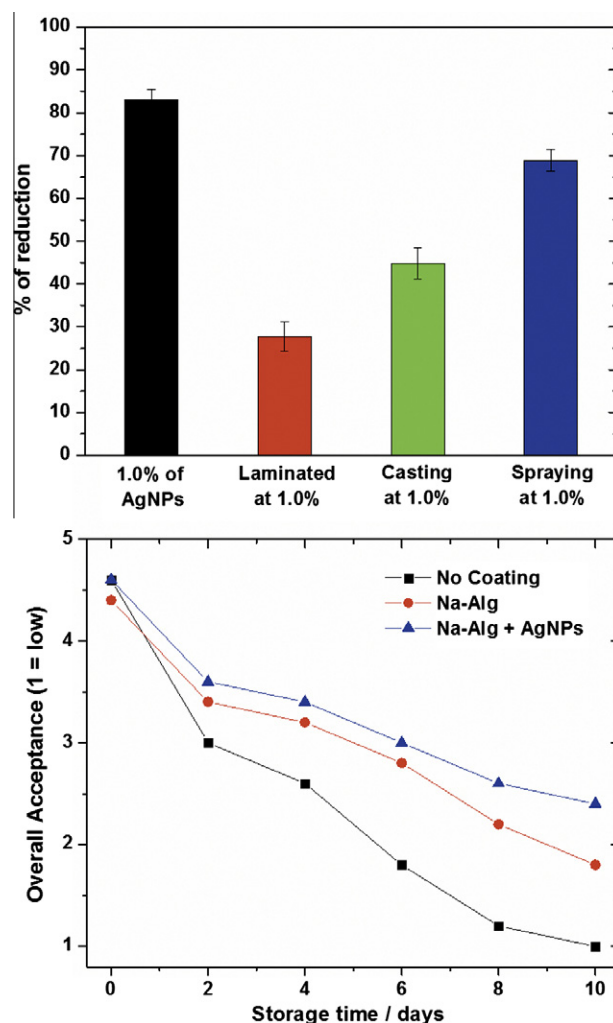 100
90
80
70
60
50
40
30
20
10
0
% of reduction
1.0% of
AgNPs
Laminated
at 1.0%
Casting
at 1.0%
Spraying
at 1.0%
5
4
3
2
1
Overall Acceptance (1 = low)
No Coating
Na-Alg
Na-Alg + AgNPs
0 2 4 6 8 10
Storage time / days